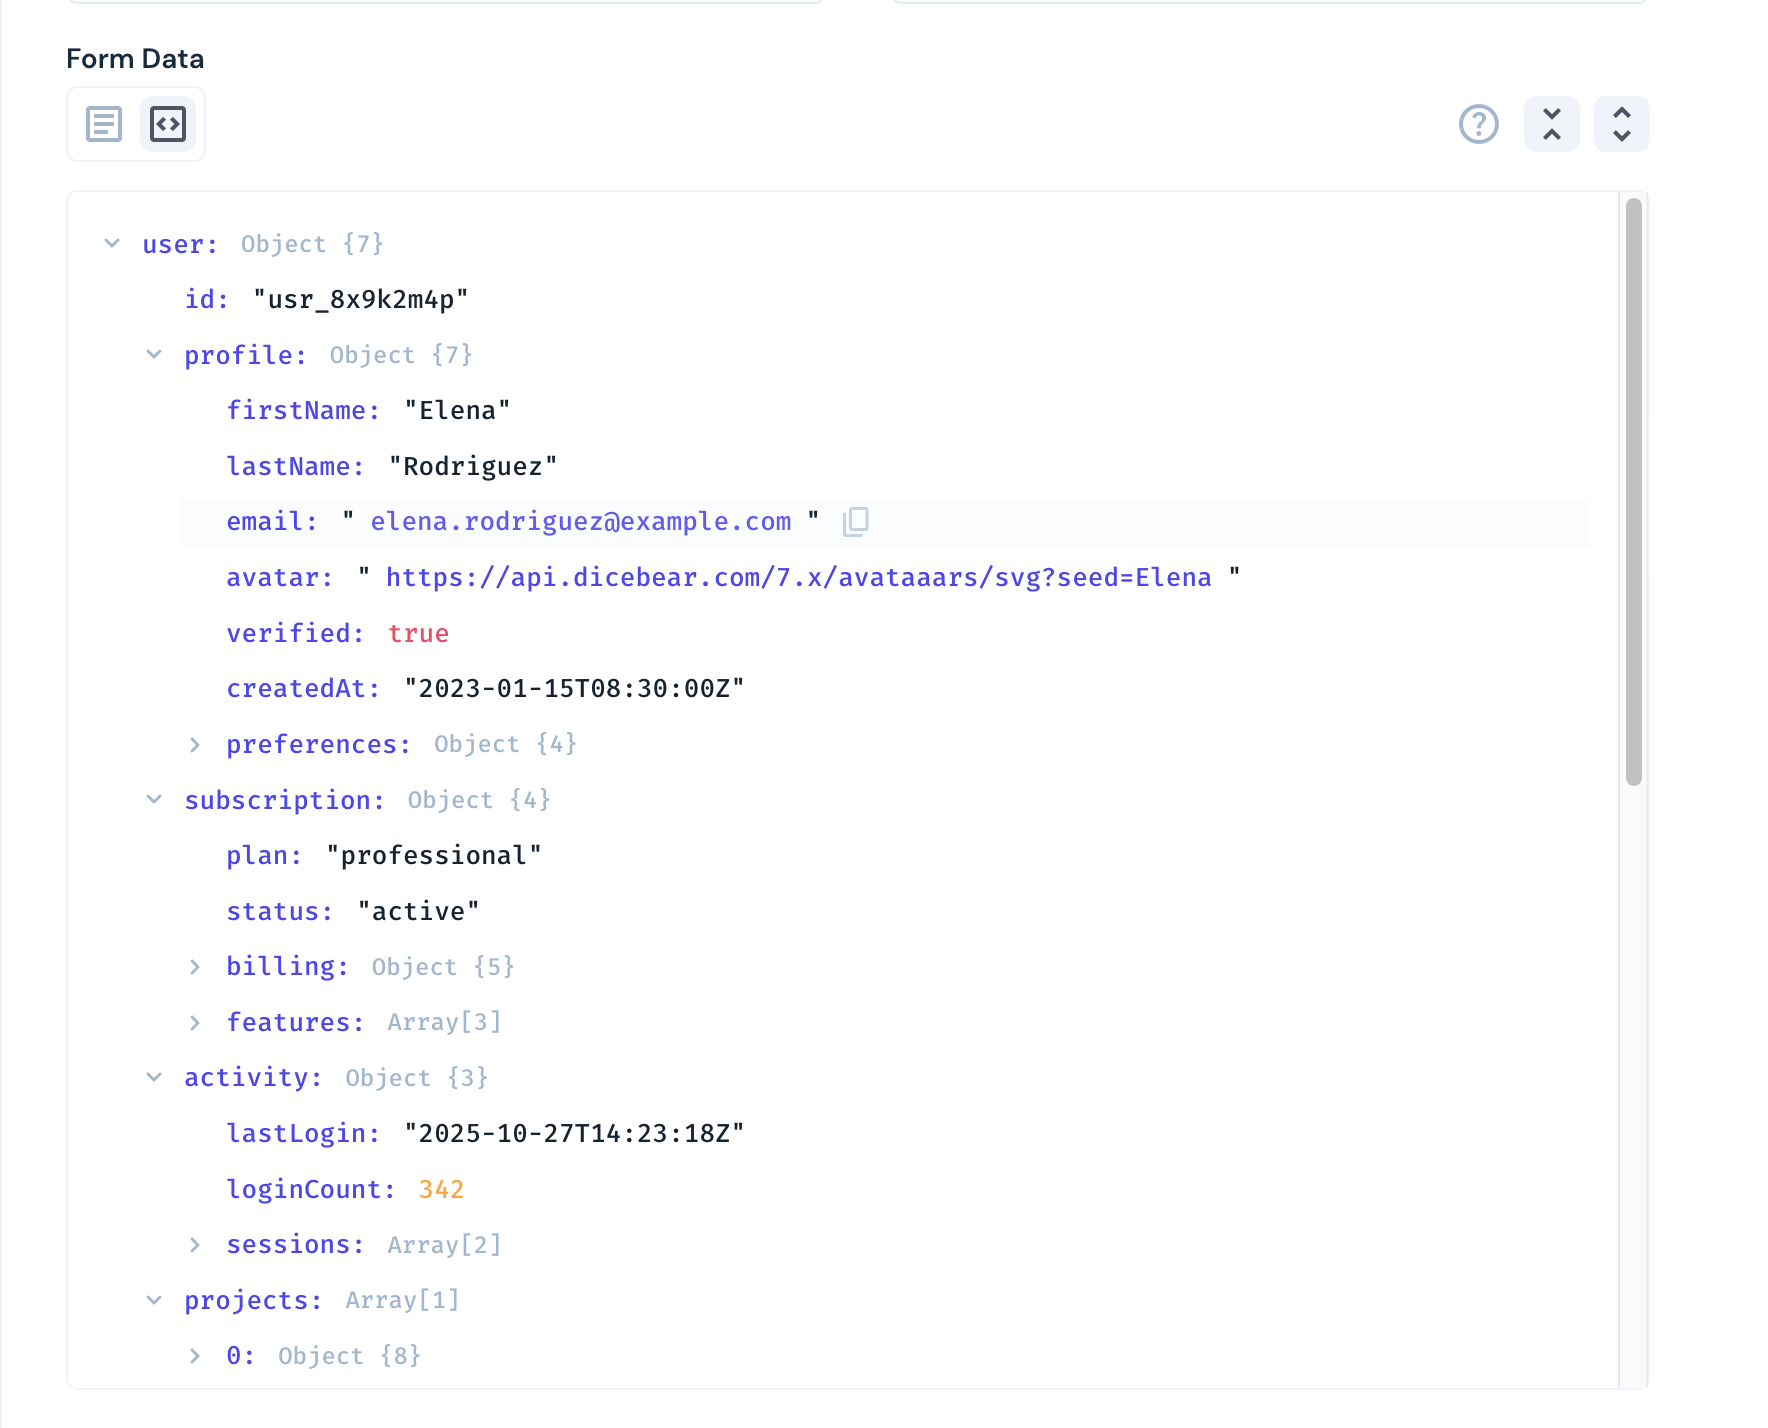 Form Data
user: Object {7}
id: "usr_8x9k2m4p"
profile: Object {7}
firstName: "Elena"
lastName: "Rodriguez"
email: " elena.rodriguez@example.com "
avatar: " https://api.dicebear.com/7.x/avataaars/svg?seed=Elena "
verified: true
createdAt: "2023-01-15T08:30:00Z"
preferences: Object {4}
subscription: Object {4}
plan: "professional"
status: "active"
billing: Object {5}
features: Array[3]
activity: Object {3}
lastLogin: "2025-10-27T14:23:18Z"
loginCount: 342
sessions: Array[2]
projects: Array[1]
0: Object {8}